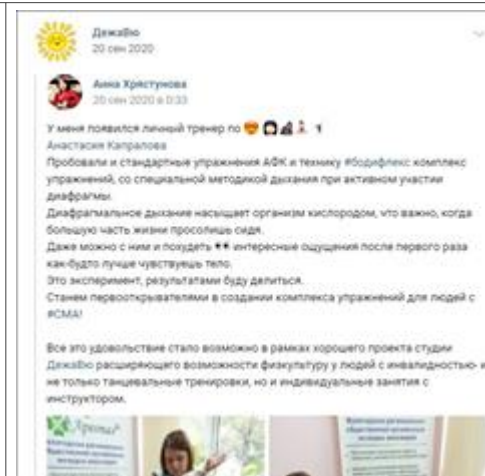 ДежаВю
20 сен 2020
Анна Хрястунова
20 сен 2020 в 0:33
У меня появился личный тренер по
Анастасия Капралова
Пробовали и стандартные упражнения АФК и технику #бодифлекс комплекс
упражнений, со специальной методикой дыхания при активном участии
диафрагмы.
Диафрагмальное дыхание насыщает организм кислородом, что важно, когда
большую часть жизни просолишь сидя.
Даже можно с ним и похудеть 👀 интересные ощущения после первого раза
как-будто лучше чувствуешь тело.
Это эксперимент, результатами буду делиться.
Станем первооткрывателями в создании комплекса упражнений для людей с
#СМА!
Все это удовольствие стало возможно в рамках хорошего проекта студии
ДежаВю расширяющего возможности физкультуру у людей с инвалидностью- и
не только танцевальные тренировки, но и индивидуальные занятия с
инструктором.